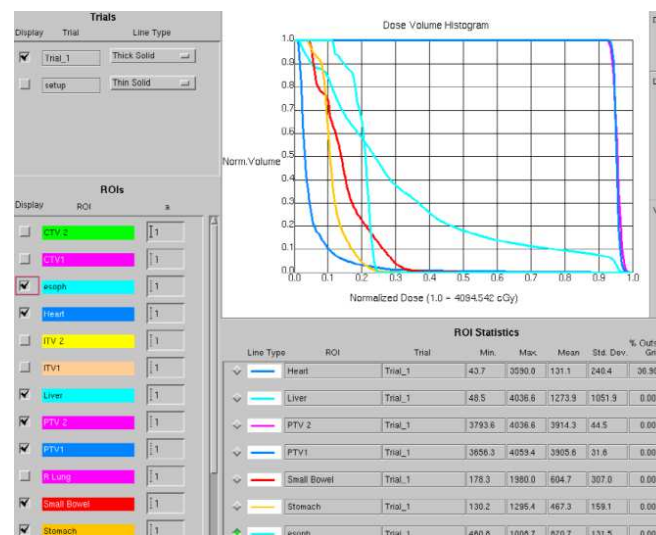 Trials
Display Trial Line Type
Trial_1 Thick Solid
setup Thin Solid
ROIs
Display ROI a
CTV 2 1
CTV1 1
esoph 1
Heart 1
ITV 2 1
ITV1 1
Liver 1
PTV 2 1
PTV1 1
R Lung 1
Small Bowel 1
Stomach 1
Dose Volume Histogram
1.0
0.9
0.8
0.7
0.6
0.5
Norm.Volume
0.4
0.3
0.2
0.1
0.0
0.0 0.1 0.2 0.3 0.4 0.5 0.6 0.7 0.8 0.9 1.0
Normalized Dose (1.0 = 4094.542 cGy)
ROI Statistics
Line Type ROI Trial Min. Max. Mean Std. Dev. % Outs Gri
Heart Trial_1 43.7 3590.0 131.1 240.4 36.90
Liver Trial_1 48.5 4036.6 1273.9 1051.9 0.00
PTV 2 Trial_1 3793.6 4036.6 3914.3 44.5 0.00
PTV1 Trial_1 4059.4 3905.6 31.6 0.00
Small Bowel Trial_1 178.3 1980.0 604.7 307.0 0.00
Stomach Trial_1 130.2 1295.4 467.3 159.1 0.00
esoph Trial_1 0.00